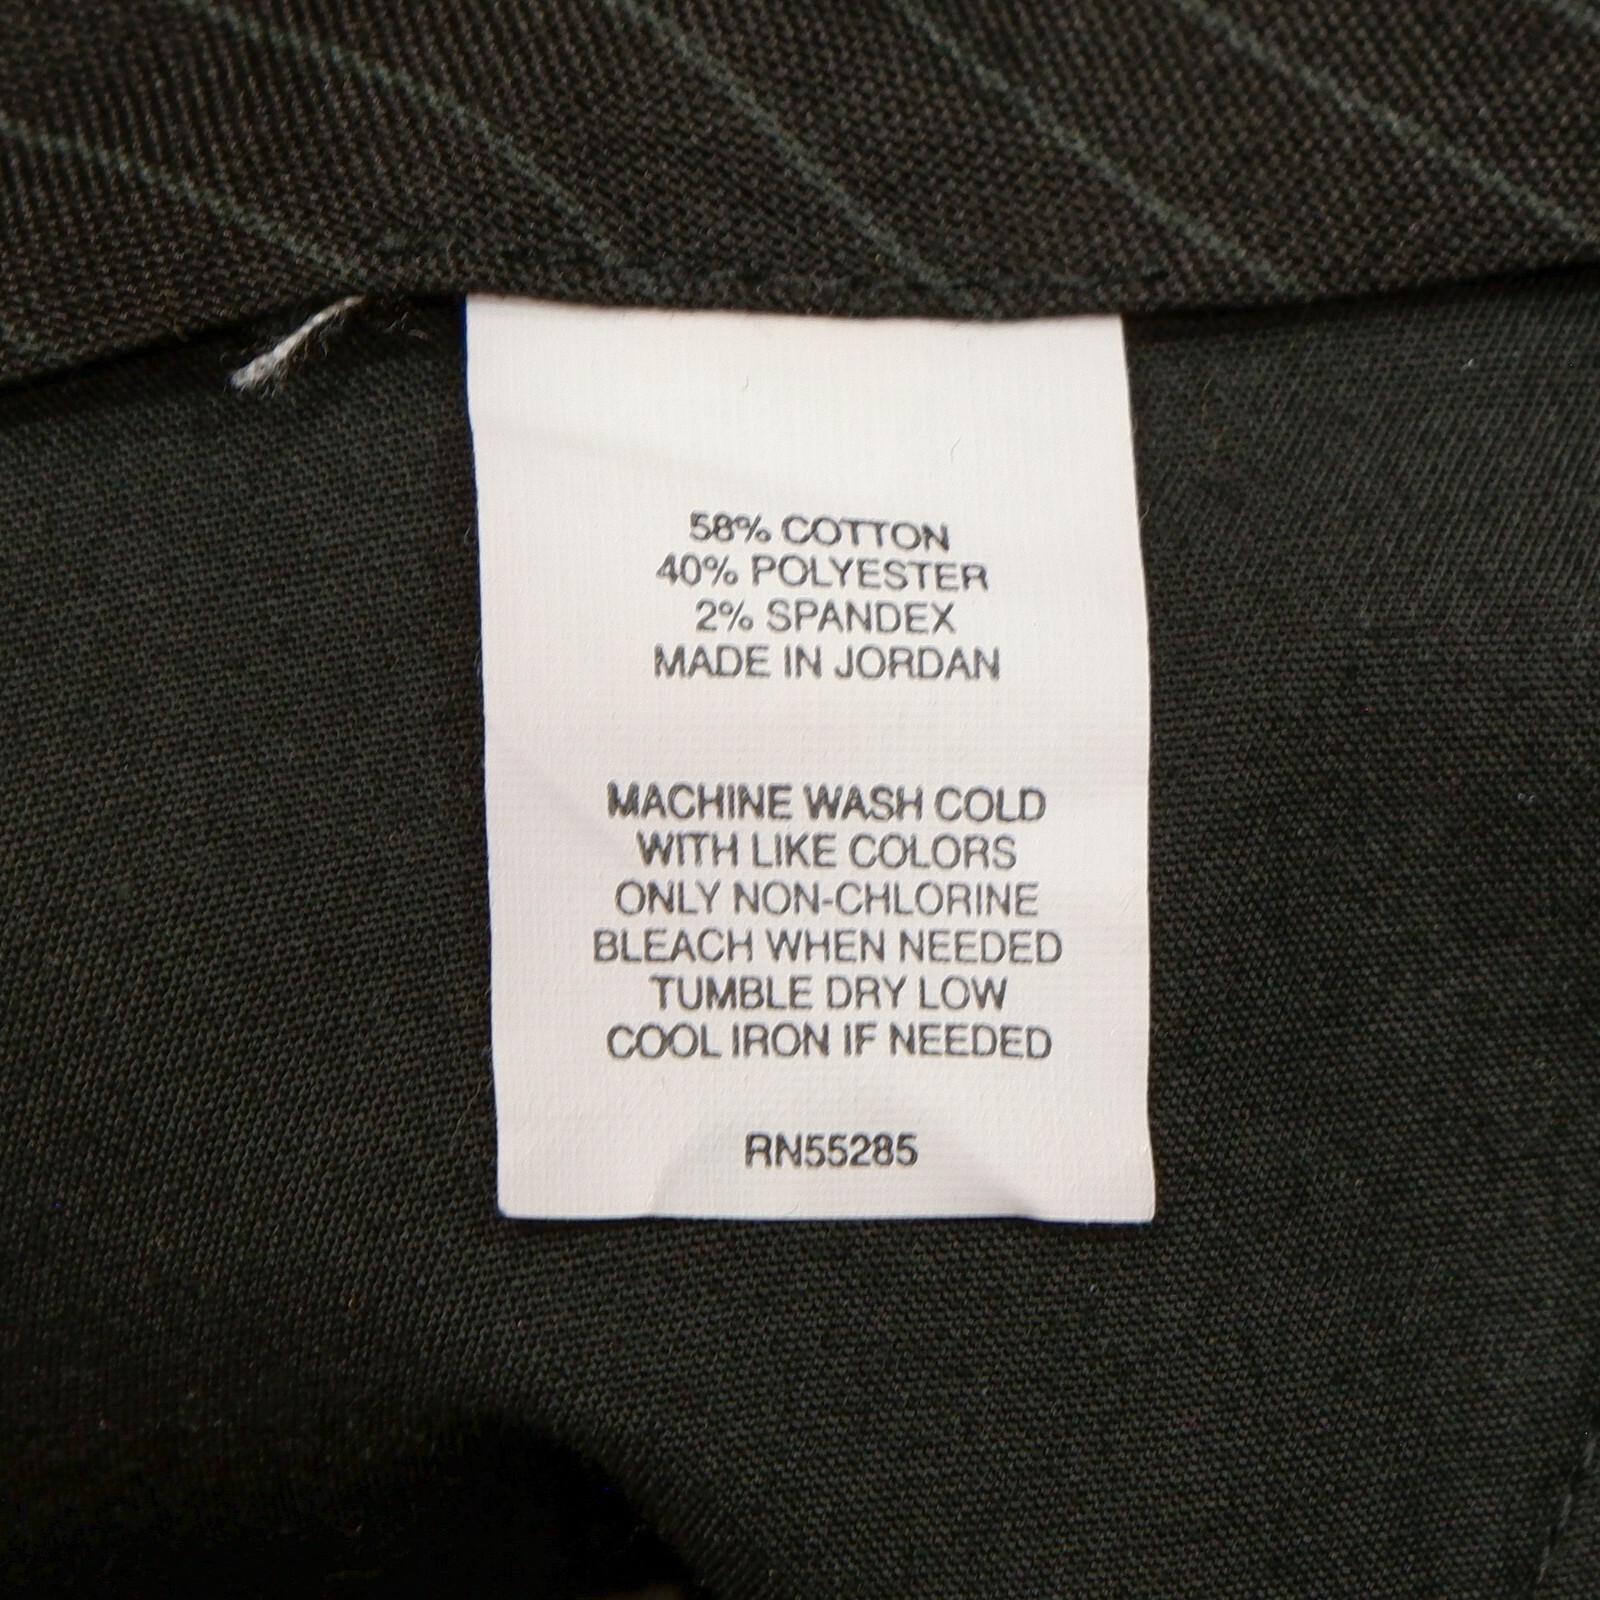 58% COTTON
40% POLYESTER
2% SPANDEX
MADE IN JORDAN
MACHINE WASH COLD
WITH LIKE COLORS
ONLY NON-CHLORINE
BLEACH WHEN NEEDED
TUMBLE DRY LOW
COOL IRON IF NEEDED
RN55285